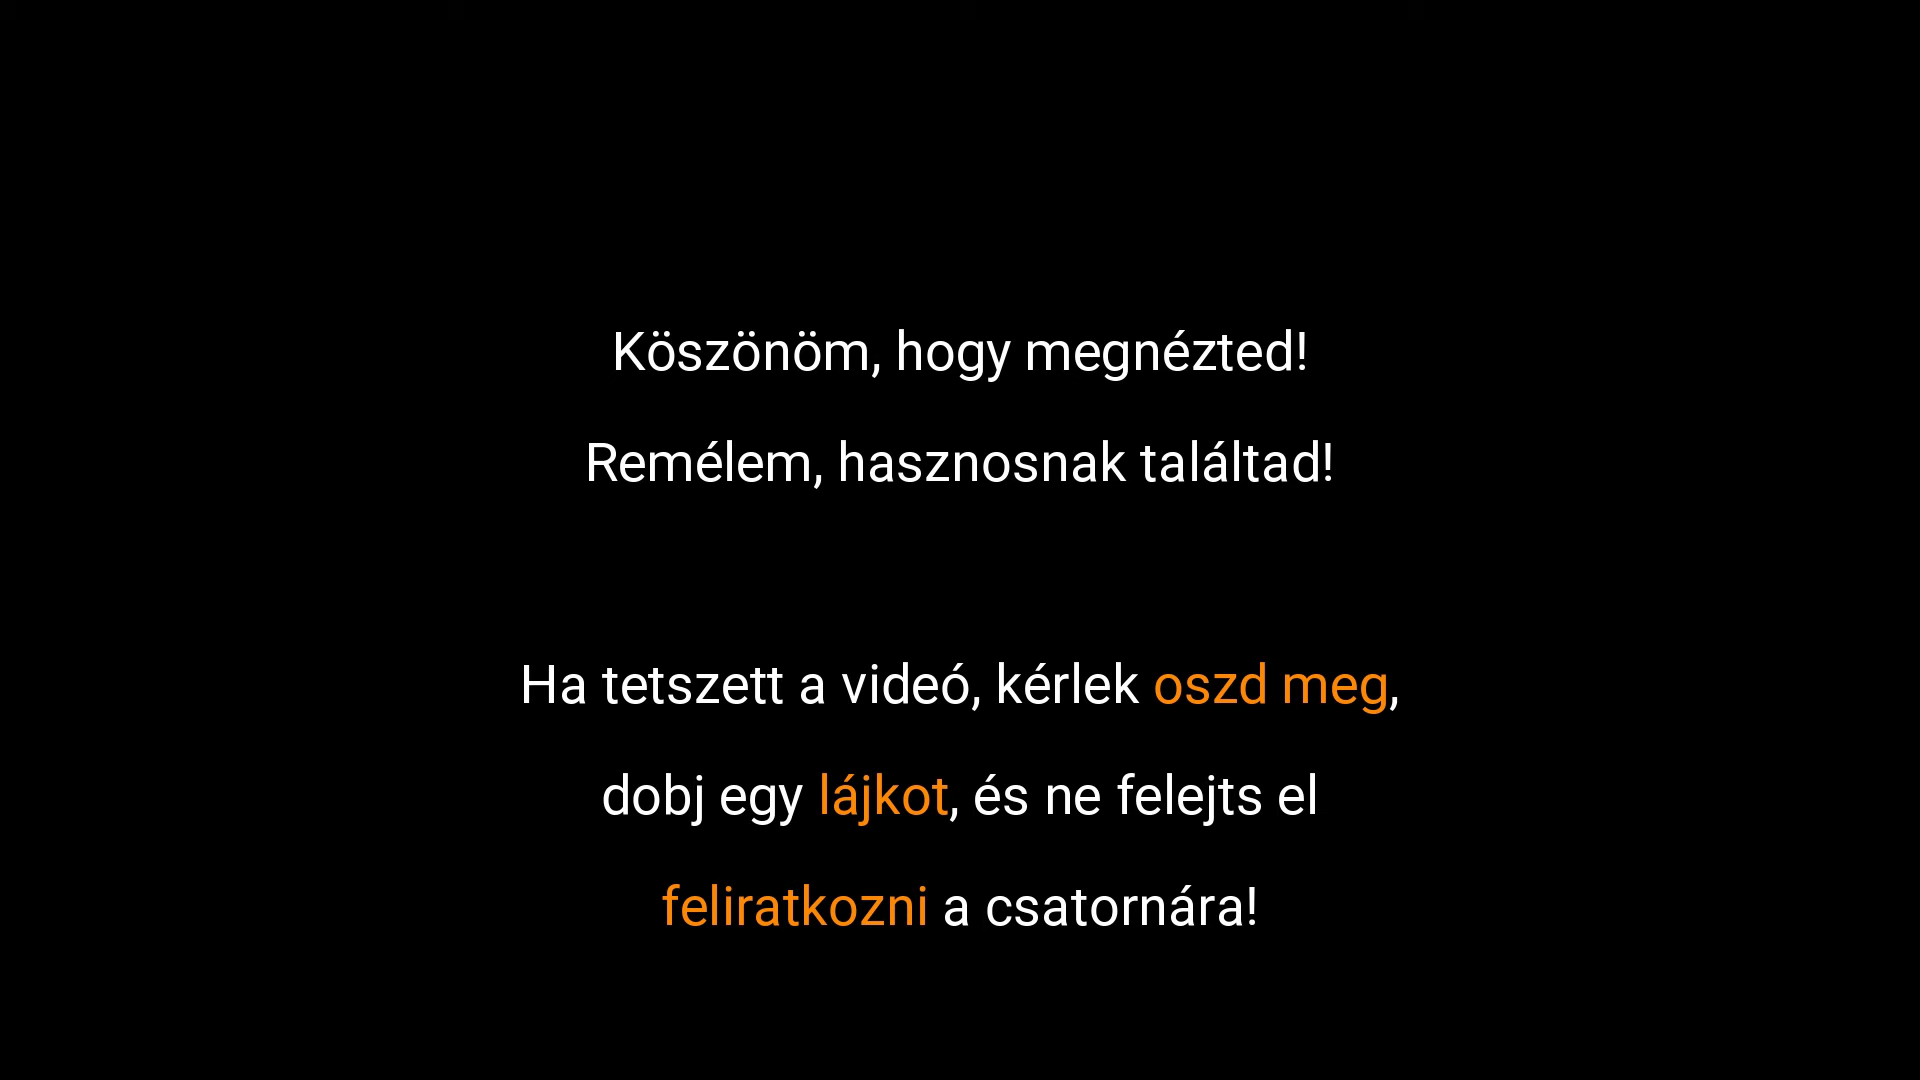 Köszönöm, hogy megnézted!
Remélem, hasznosnak találtad!
Ha tetszett a videó, kérlek oszd meg,
dobj egy lájkot, és ne felejts el
feliratkozni a csatornára!